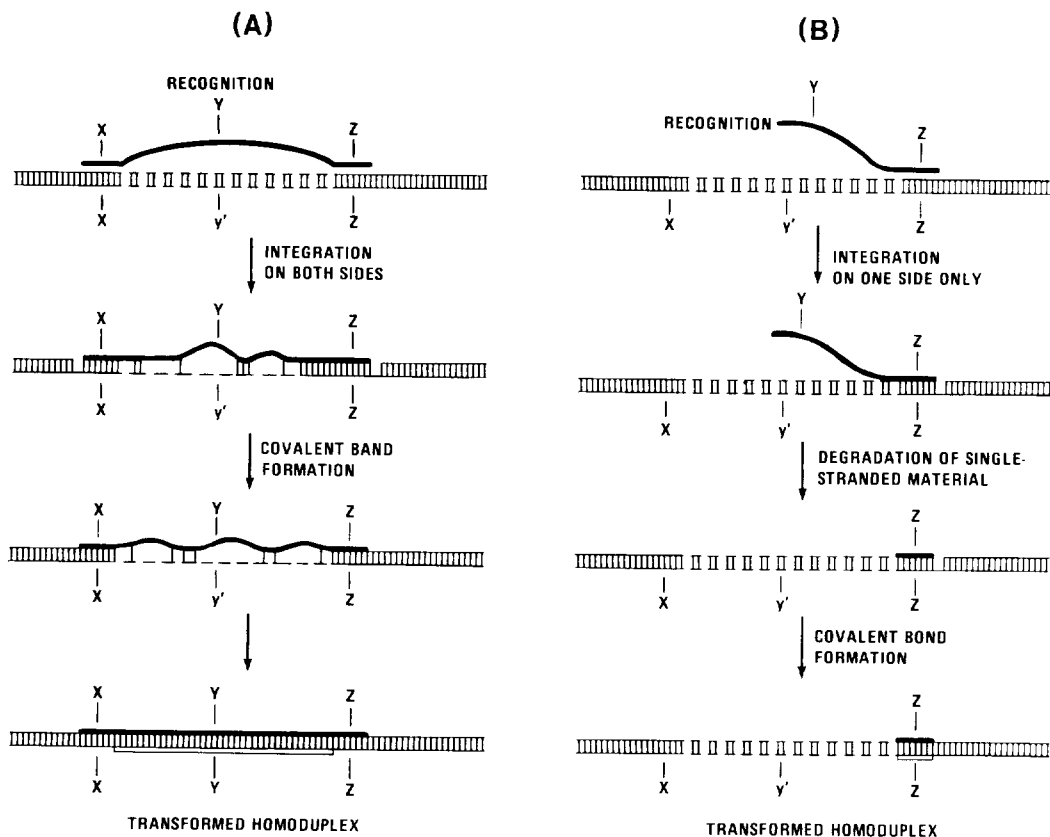 (A)
RECOGNITION
Y
X
Z
X
y'
Z
INTEGRATION
ON BOTH SIDES
X
Y
Z
X
y'
Z
COVALENT BAND
FORMATION
X
Y
Z
X
y'
Z
X
Y
Z
X
Y
Z
TRANSFORMED HOMODUPLEX
(B)
Y
RECOGNITION
Z
X
y'
Z
INTEGRATION
ON ONE SIDE ONLY
Y
Z
X
y'
Z
DEGRADATION OF SINGLE-
STRANDED MATERIAL
Z
X
y'
Z
COVALENT BOND
FORMATION
Z
X
y'
Z
TRANSFORMED HOMODUPLEX